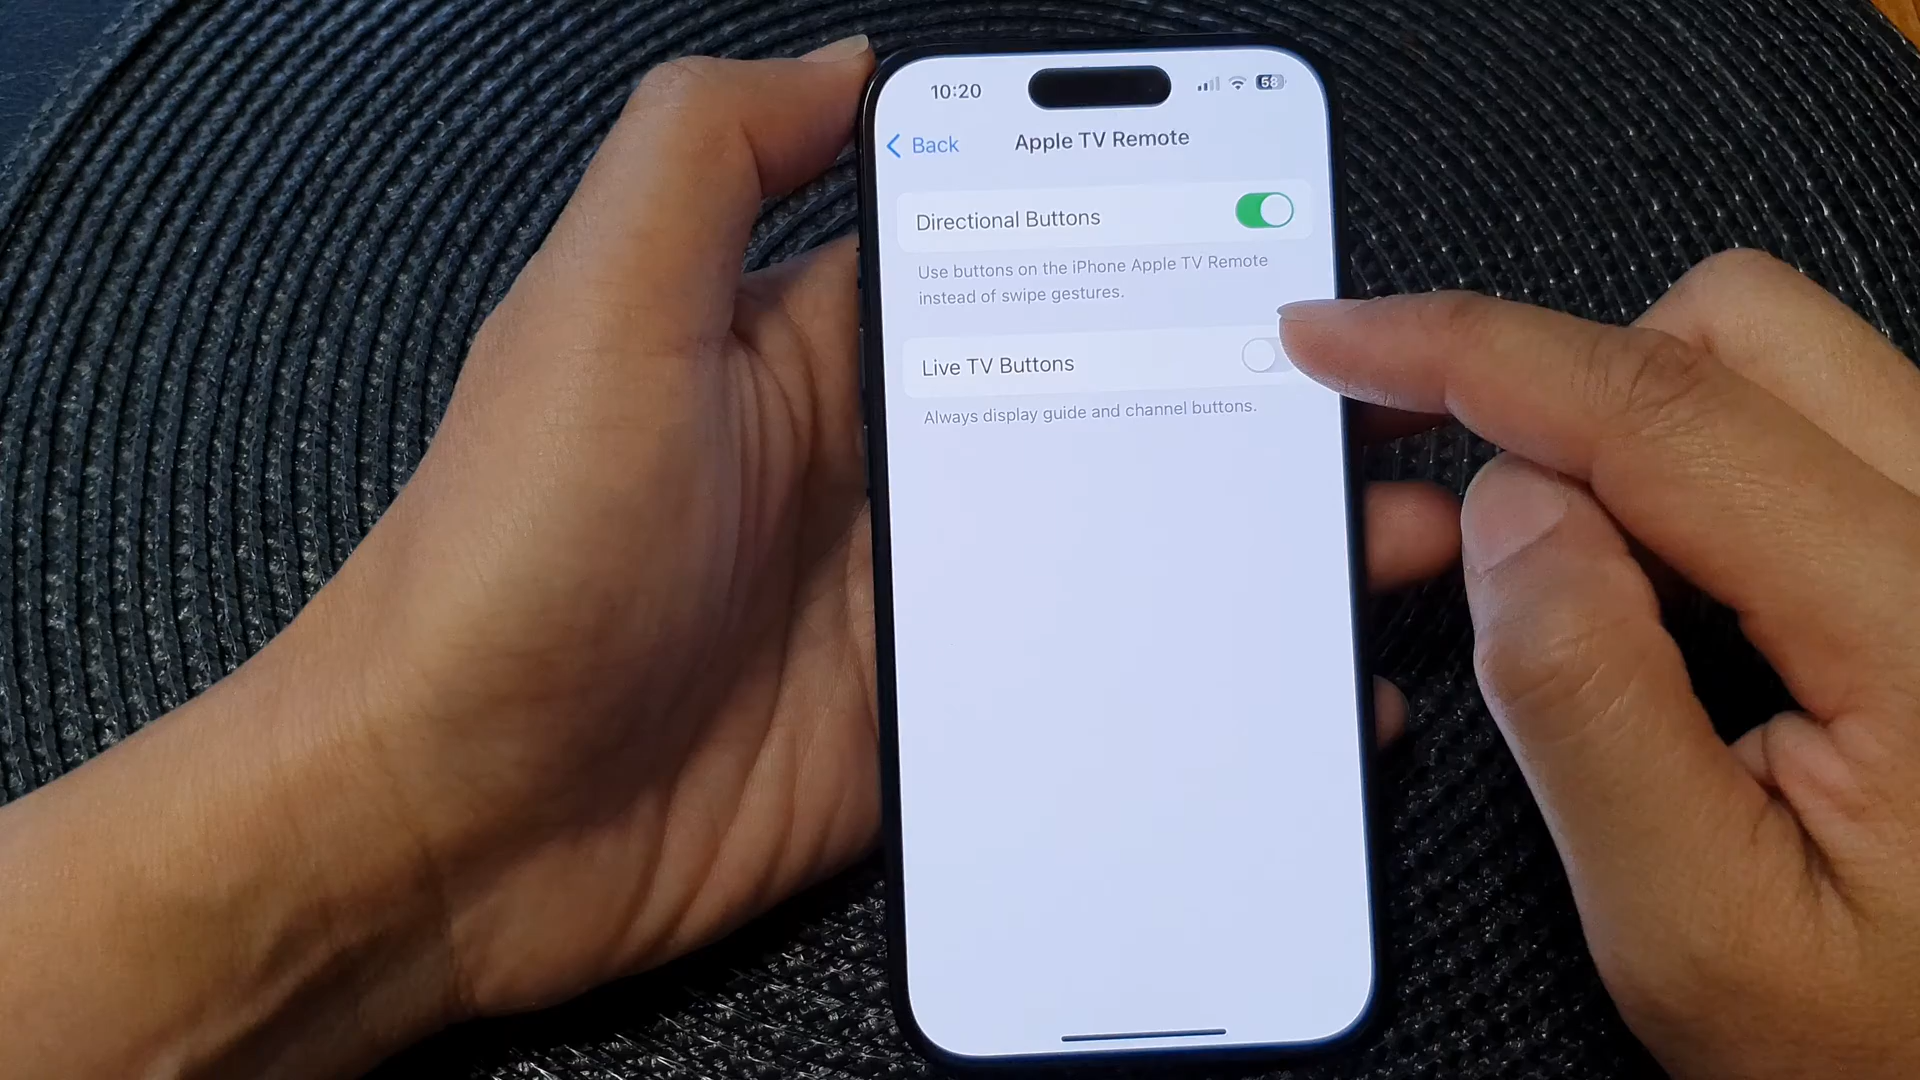 10:20
58
Back
Apple TV Remote
Directional Buttons
Use buttons on the iPhone Apple TV Remote
instead of swipe gestures.
Live TV Buttons
Always display guide and channel buttons.